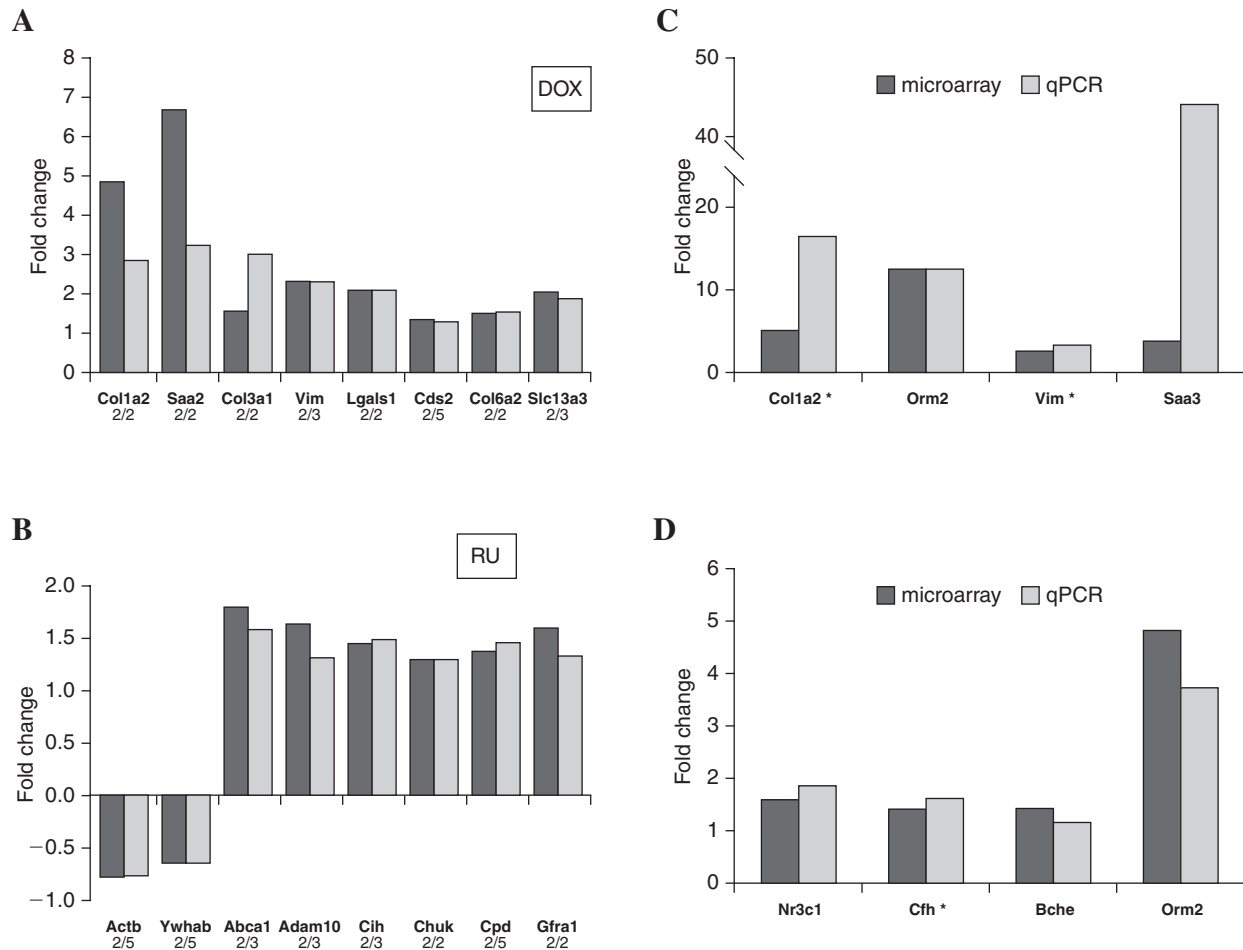 A
Fold change
8
7
6
5
4
3
2
1
0
DOX
Col1a2 Saa2 Col3a1 Vim Lgals1 Cds2 Col6a2 Slc13a3
2/2 2/2 2/2 2/3 2/2 2/5 2/2 2/3
C
Fold change
50
40
20
10
0
microarray qPCR
Col1a2 * Orm2 Vim * Saa3
B
Fold change
RU
2.0
1.5
1.0
0.5
0.0
−0.5
−1.0
Actb Ywhab Abca1 Adam10 Cih Chuk Cpd Gfra1
2/5 2/5 2/3 2/3 2/3 2/2 2/5 2/2
D
Fold change
6
5
4
3
2
1
0
microarray qPCR
Nr3c1 Cfh * Bche Orm2